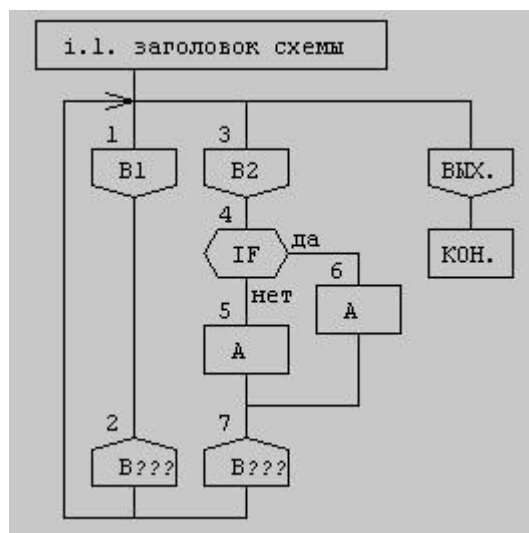 i.1. заголовок схемы
1
3
B1
B2
ВЫХ.
4
да
IF
6
КОН.
нет
5
A
A
2
7
B???
B???